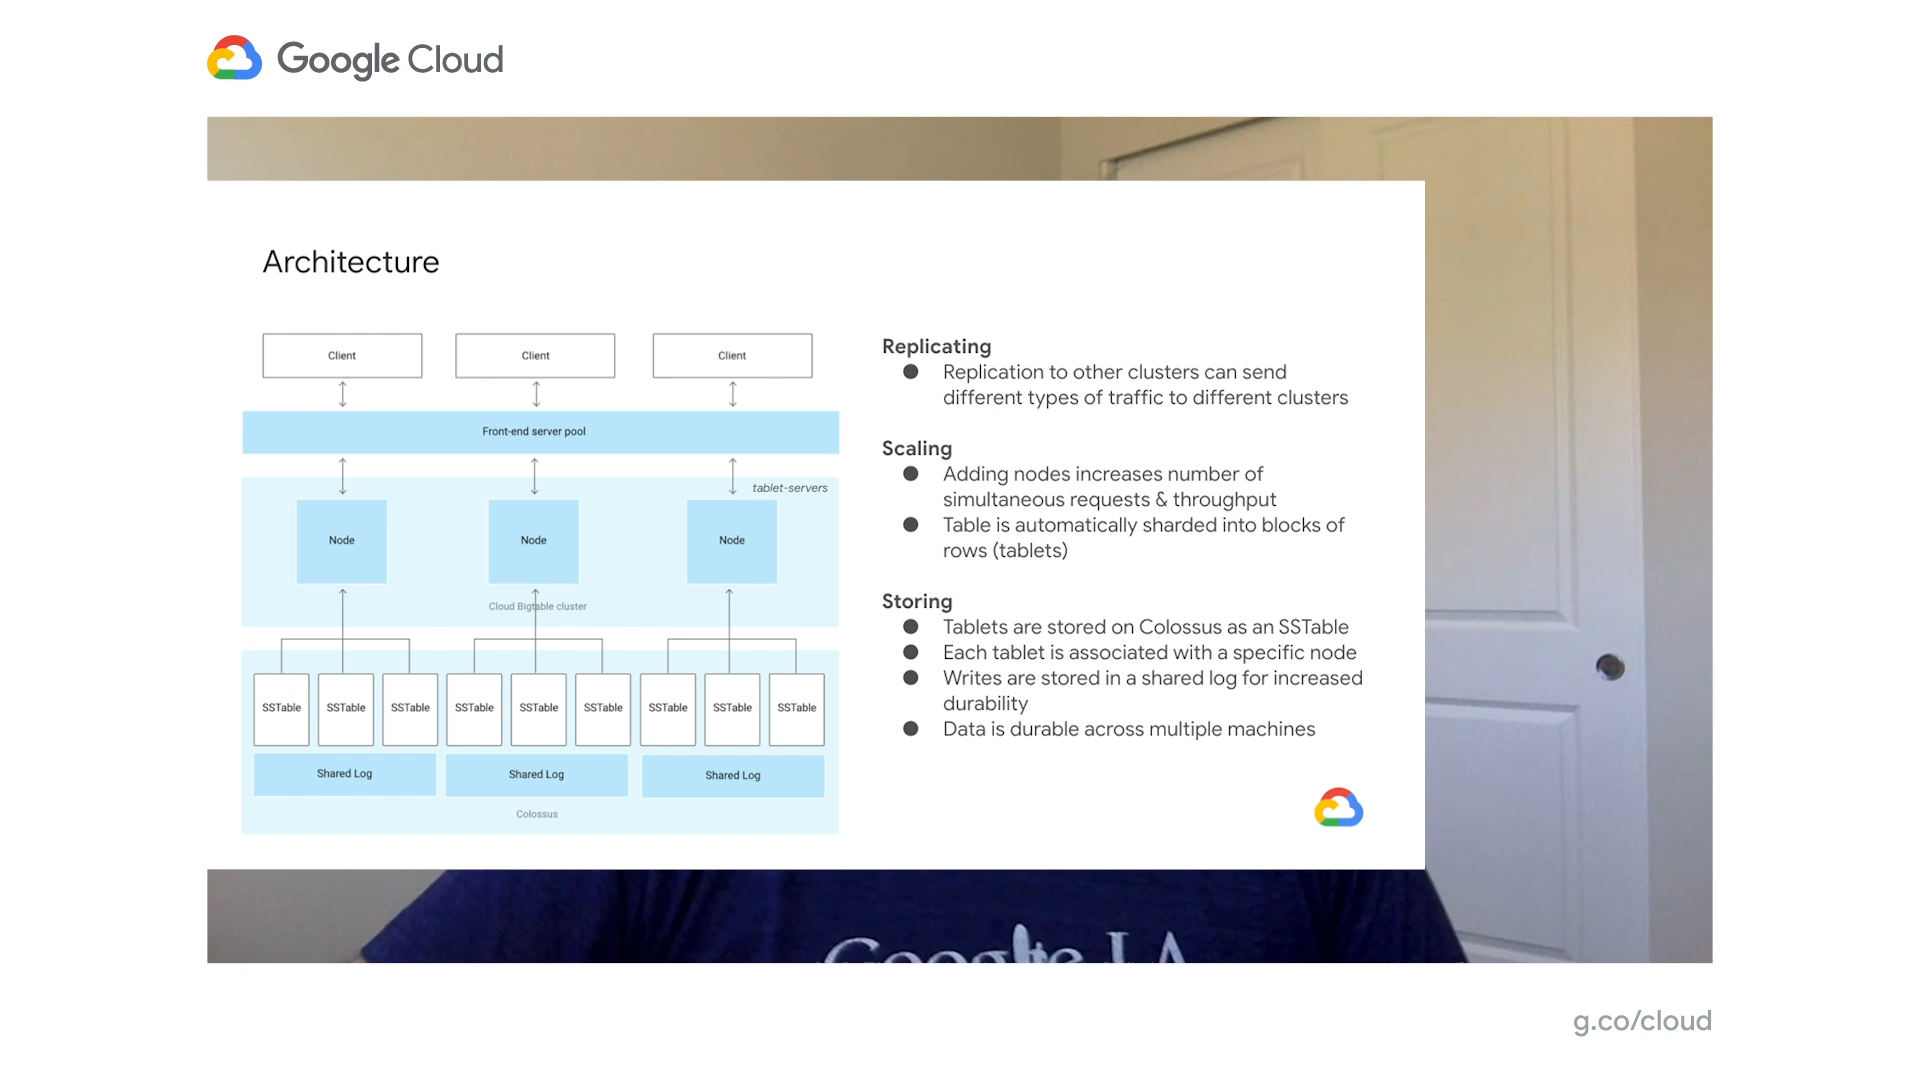 Google Cloud
Architecture
Client
Client
Client
Front-end server pool
tablet-servers
Node
Node
Node
Cloud Bigtable cluster
SSTable
SSTable
SSTable
SSTable
SSTable
SSTable
SSTable
SSTable
SSTable
Shared Log
Shared Log
Shared Log
Colossus
Replicating
● Replication to other clusters can send
different types of traffic to different clusters
Scaling
● Adding nodes increases number of
simultaneous requests & throughput
● Table is automatically sharded into blocks of
rows (tablets)
Storing
● Tablets are stored on Colossus as an SSTable
● Each tablet is associated with a specific node
● Writes are stored in a shared log for increased
durability
● Data is durable across multiple machines
Google LA
g.co/cloud